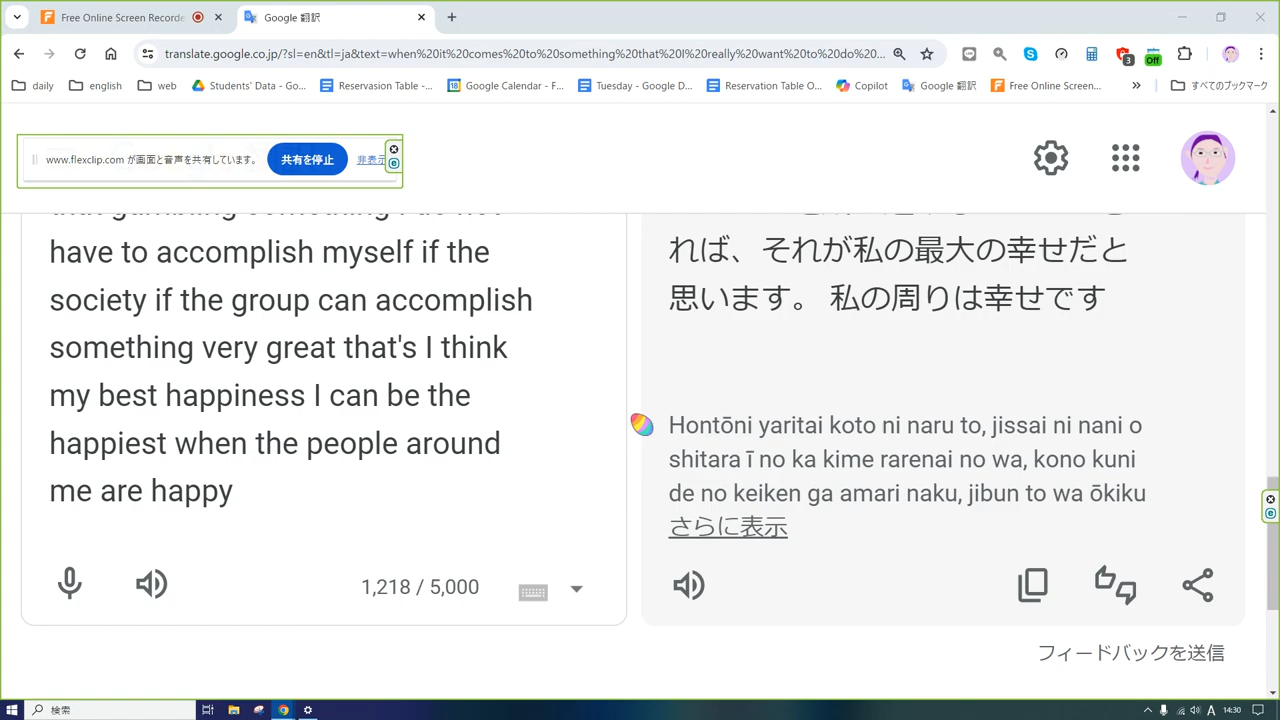 Free Online Screen Recorde
Google 翻訳
translate.google.co.jp/?sl=en&tl=ja&text=when%20it%20comes%20to%20something%20that%20I%20really%20want%20to%20do%20...
3
Off
daily
english
web
Students' Data - Go...
Reservasion Table -...
Google Calendar - F...
Tuesday - Google D...
Reservation Table O...
Copilot
Google 翻訳
Free Online Screen...
»
すべてのブックマーク
www.flexclip.com が画面と音声を共有しています。
共有を停止
非表示
have to accomplish myself if the
society if the group can accomplish
something very great that's I think
my best happiness I can be the
happiest when the people around
me are happy
1,218 / 5,000
れば、それが私の最大の幸せだと
思います。 私の周りは幸せです
Hontōni yaritai koto ni naru to, jissai ni nani o
shitara ī no ka kime rarenai no wa, kono kuni
de no keiken ga amari naku, jibun to wa ōkiku
さらに表示
フィードバックを送信
検索
A
14:30